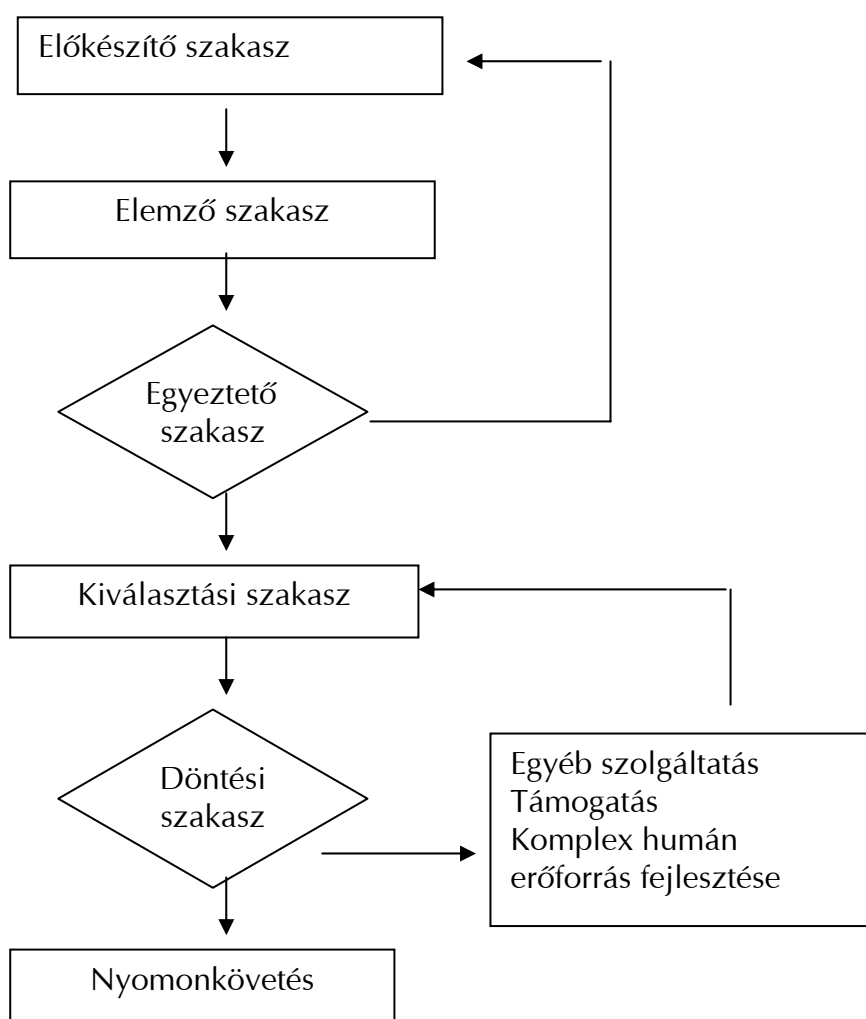 Előkészítő szakasz
Elemző szakasz
Egyeztető
szakasz
Kiválasztási szakasz
Döntési
szakasz
Egyéb szolgáltatás
Támogatás
Komplex humán
erőforrás fejlesztése
Nyomonkövetés